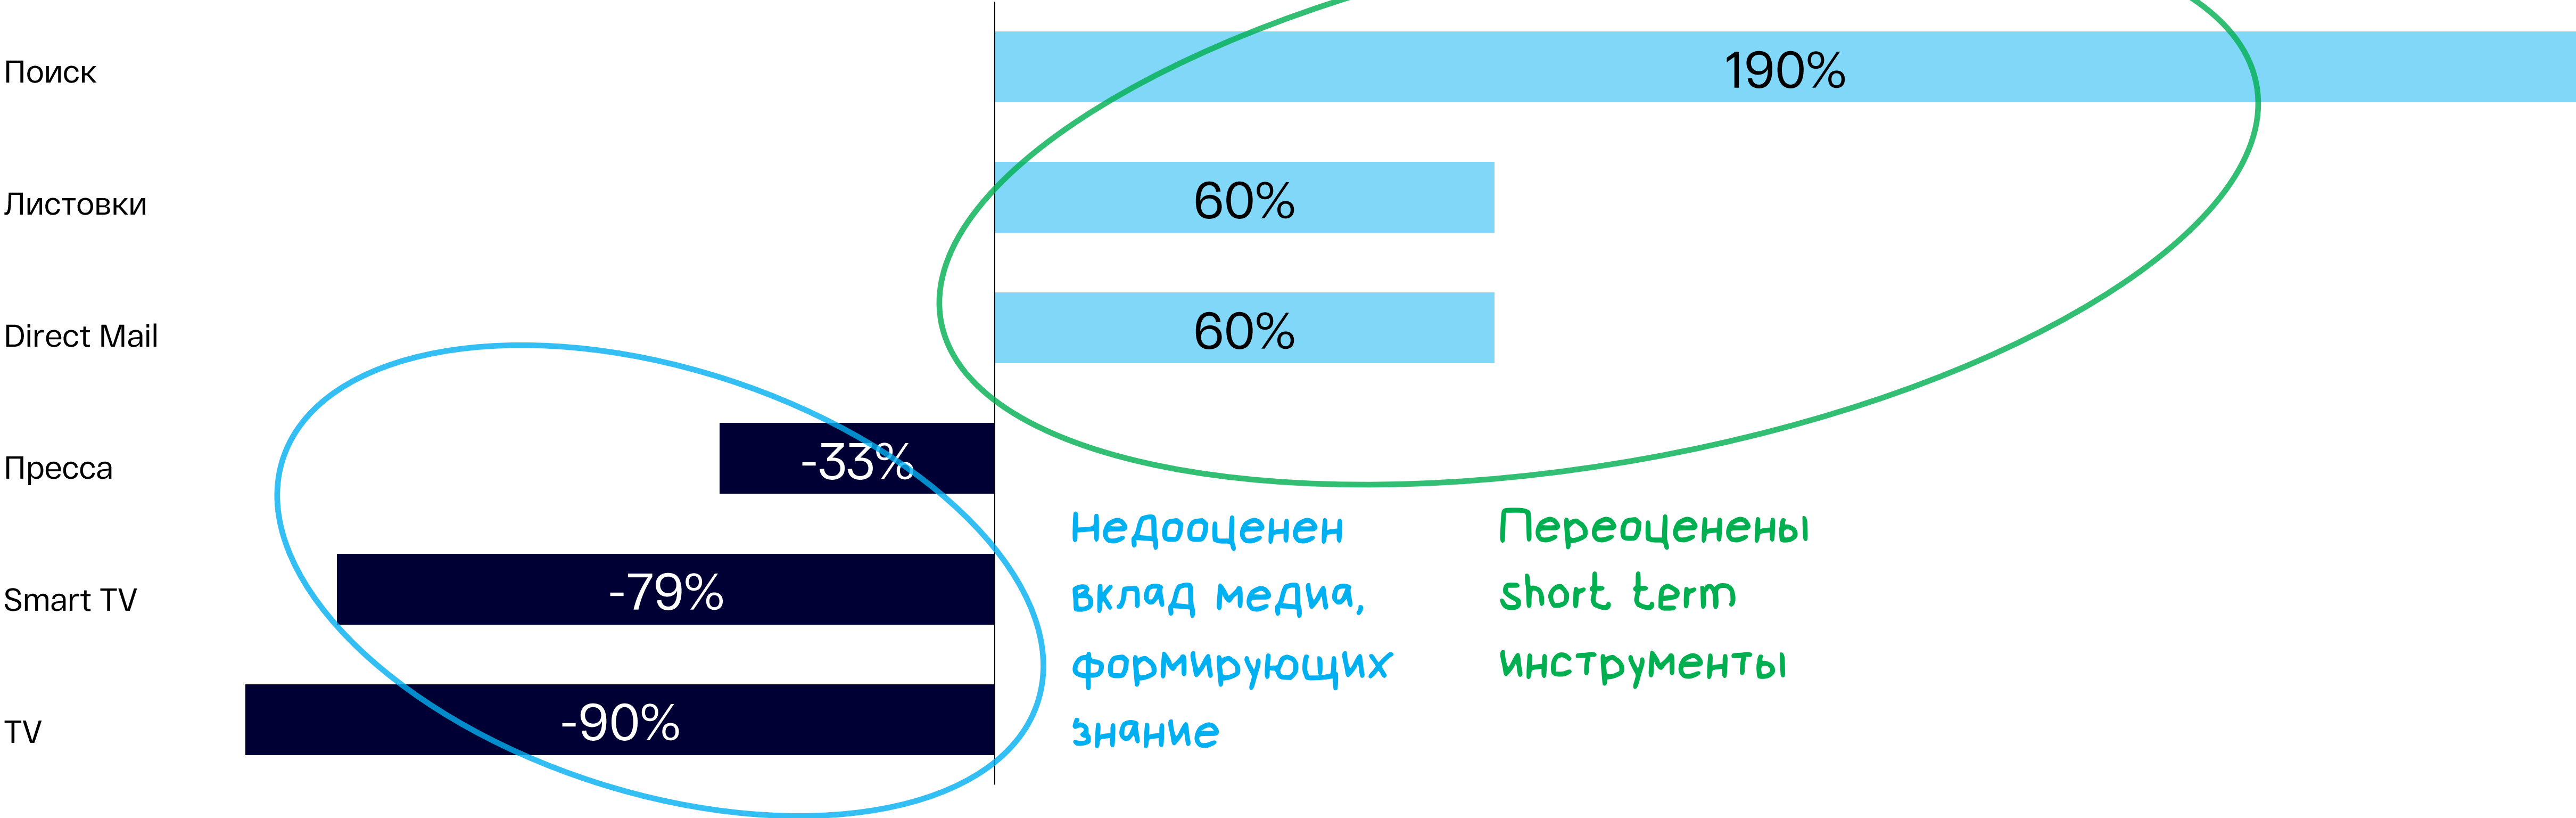 Поиск 190%
Листовки 60%
Direct Mail 60%
Пресса -33%
Smart TV -79%
TV -90%
Недооценен
вклад медиа,
формирующих
знание
Переоценены
short term
инструменты